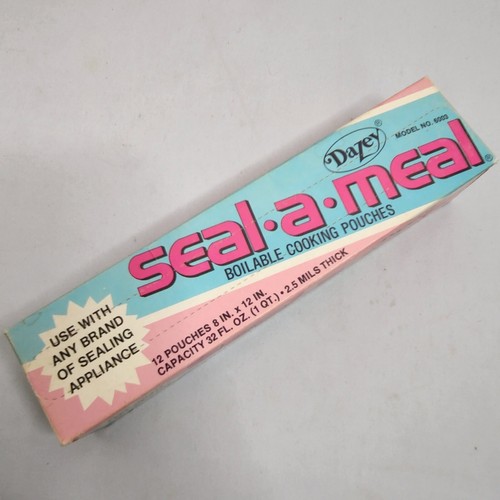 Dazey®
MODEL NO. 6003
seal·a·meal®
BOILABLE COOKING POUCHES
USE WITH
ANY BRAND
OF SEALING
APPLIANCE
12 POUCHES 8 IN. x 12 IN.
CAPACITY 32 FL. OZ. (1 QT.) • 2.5 MILS THICK